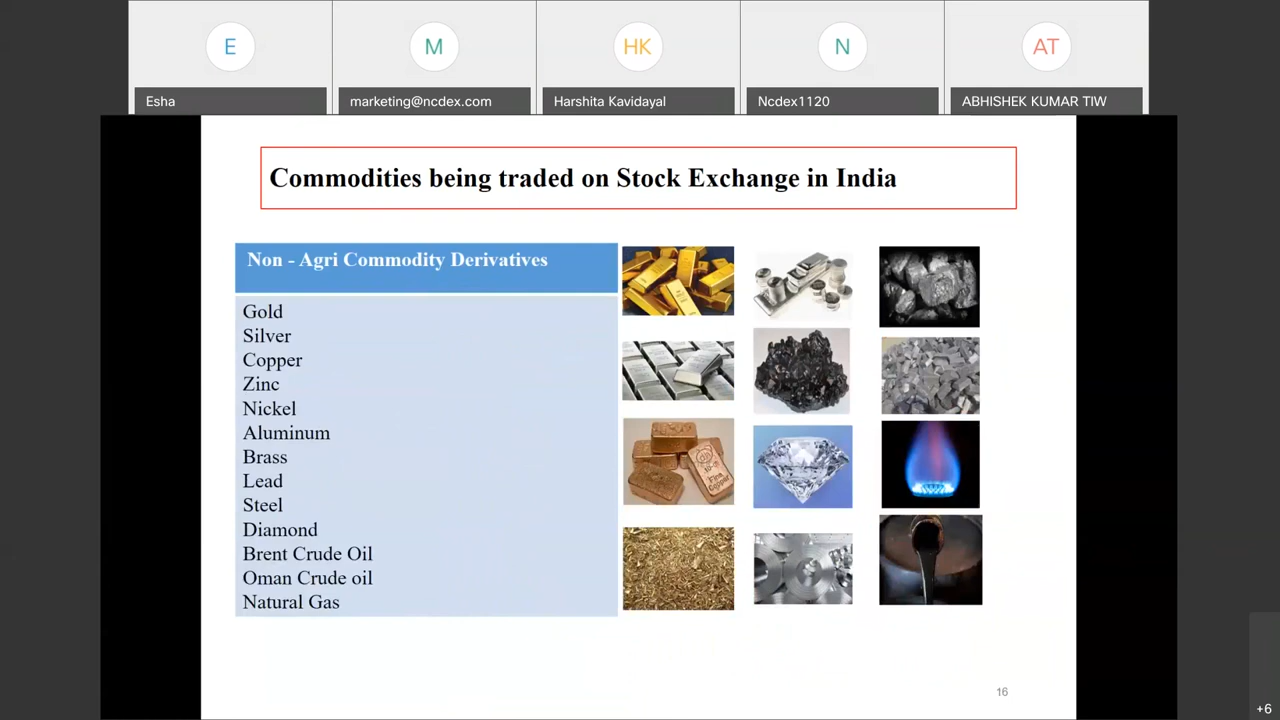 E
M
HK
N
AT
Esha
marketing@ncdex.com
Harshita Kavidayal
Ncdex1120
ABHISHEK KUMAR TIW
Commodities being traded on Stock Exchange in India
Non - Agri Commodity Derivatives
Gold
Silver
Copper
Zinc
Nickel
Aluminum
Brass
Lead
Steel
Diamond
Brent Crude Oil
Oman Crude oil
Natural Gas
16
+6